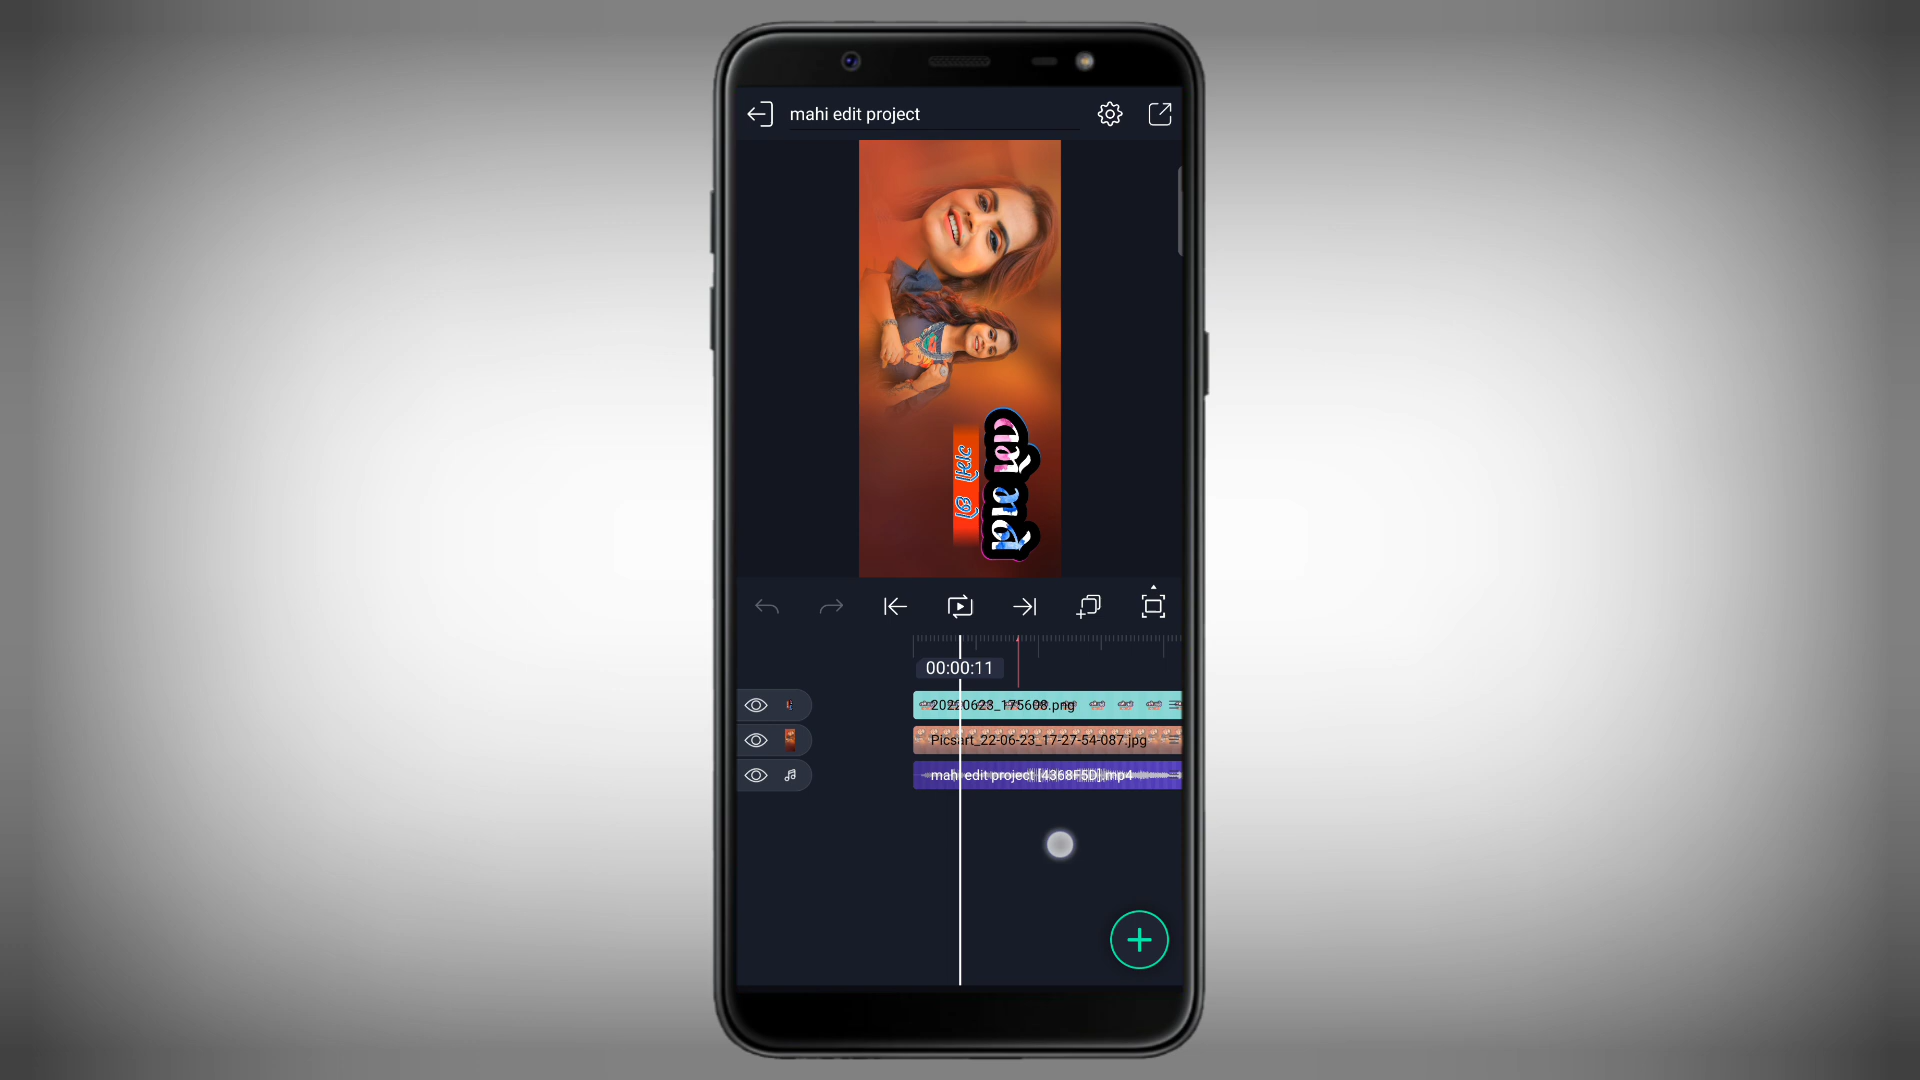 mahi edit project
00:00:11
20220623_175608.png
Picsart_22-06-23_17-27-54-087.jpg
mahi edit project [4368F5D].mp4